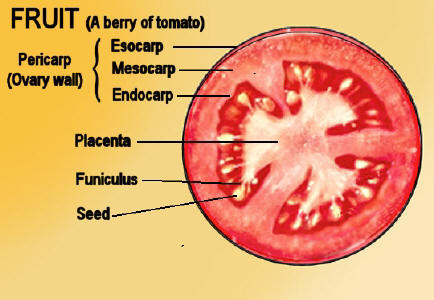 FRUIT (A berry of tomato)
Pericarp
(Ovary wall)
Esocarp
Mesocarp
Endocarp
Placenta
Funiculus
Seed